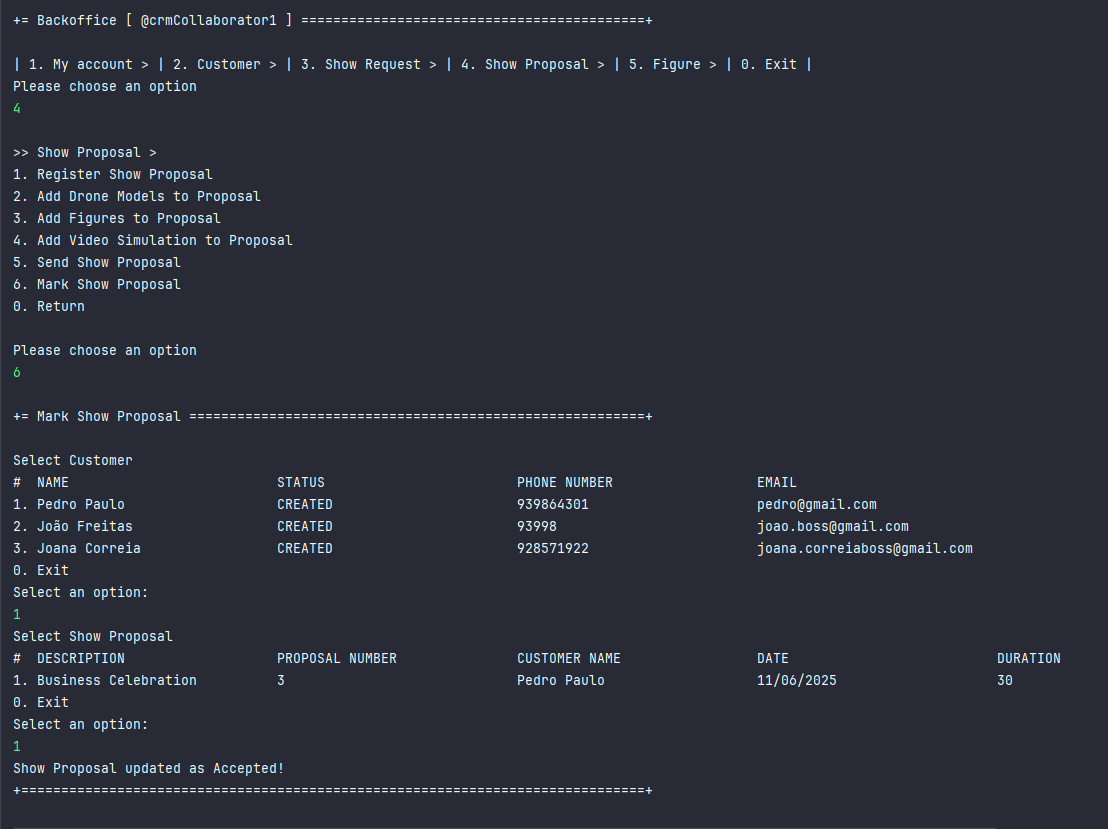 += Backoffice [ @crmCollaborator1 ] ===========================================+
| 1. My account > | 2. Customer > | 3. Show Request > | 4. Show Proposal > | 5. Figure > | 0. Exit |
Please choose an option
4
>> Show Proposal >
1. Register Show Proposal
2. Add Drone Models to Proposal
3. Add Figures to Proposal
4. Add Video Simulation to Proposal
5. Send Show Proposal
6. Mark Show Proposal
0. Return
Please choose an option
6
+= Mark Show Proposal =========================================================+
Select Customer
#  NAME                          STATUS                        PHONE NUMBER                  EMAIL
1. Pedro Paulo                   CREATED                       939864301                     pedro@gmail.com
2. João Freitas                  CREATED                       93998                         joao.boss@gmail.com
3. Joana Correia                 CREATED                       928571922                     joana.correiaboss@gmail.com
0. Exit
Select an option:
1
Select Show Proposal
#  DESCRIPTION                   PROPOSAL NUMBER               CUSTOMER NAME                 DATE                          DURATION
1. Business Celebration          3                             Pedro Paulo                   11/06/2025                    30
0. Exit
Select an option:
1
Show Proposal updated as Accepted!
+==============================================================================+